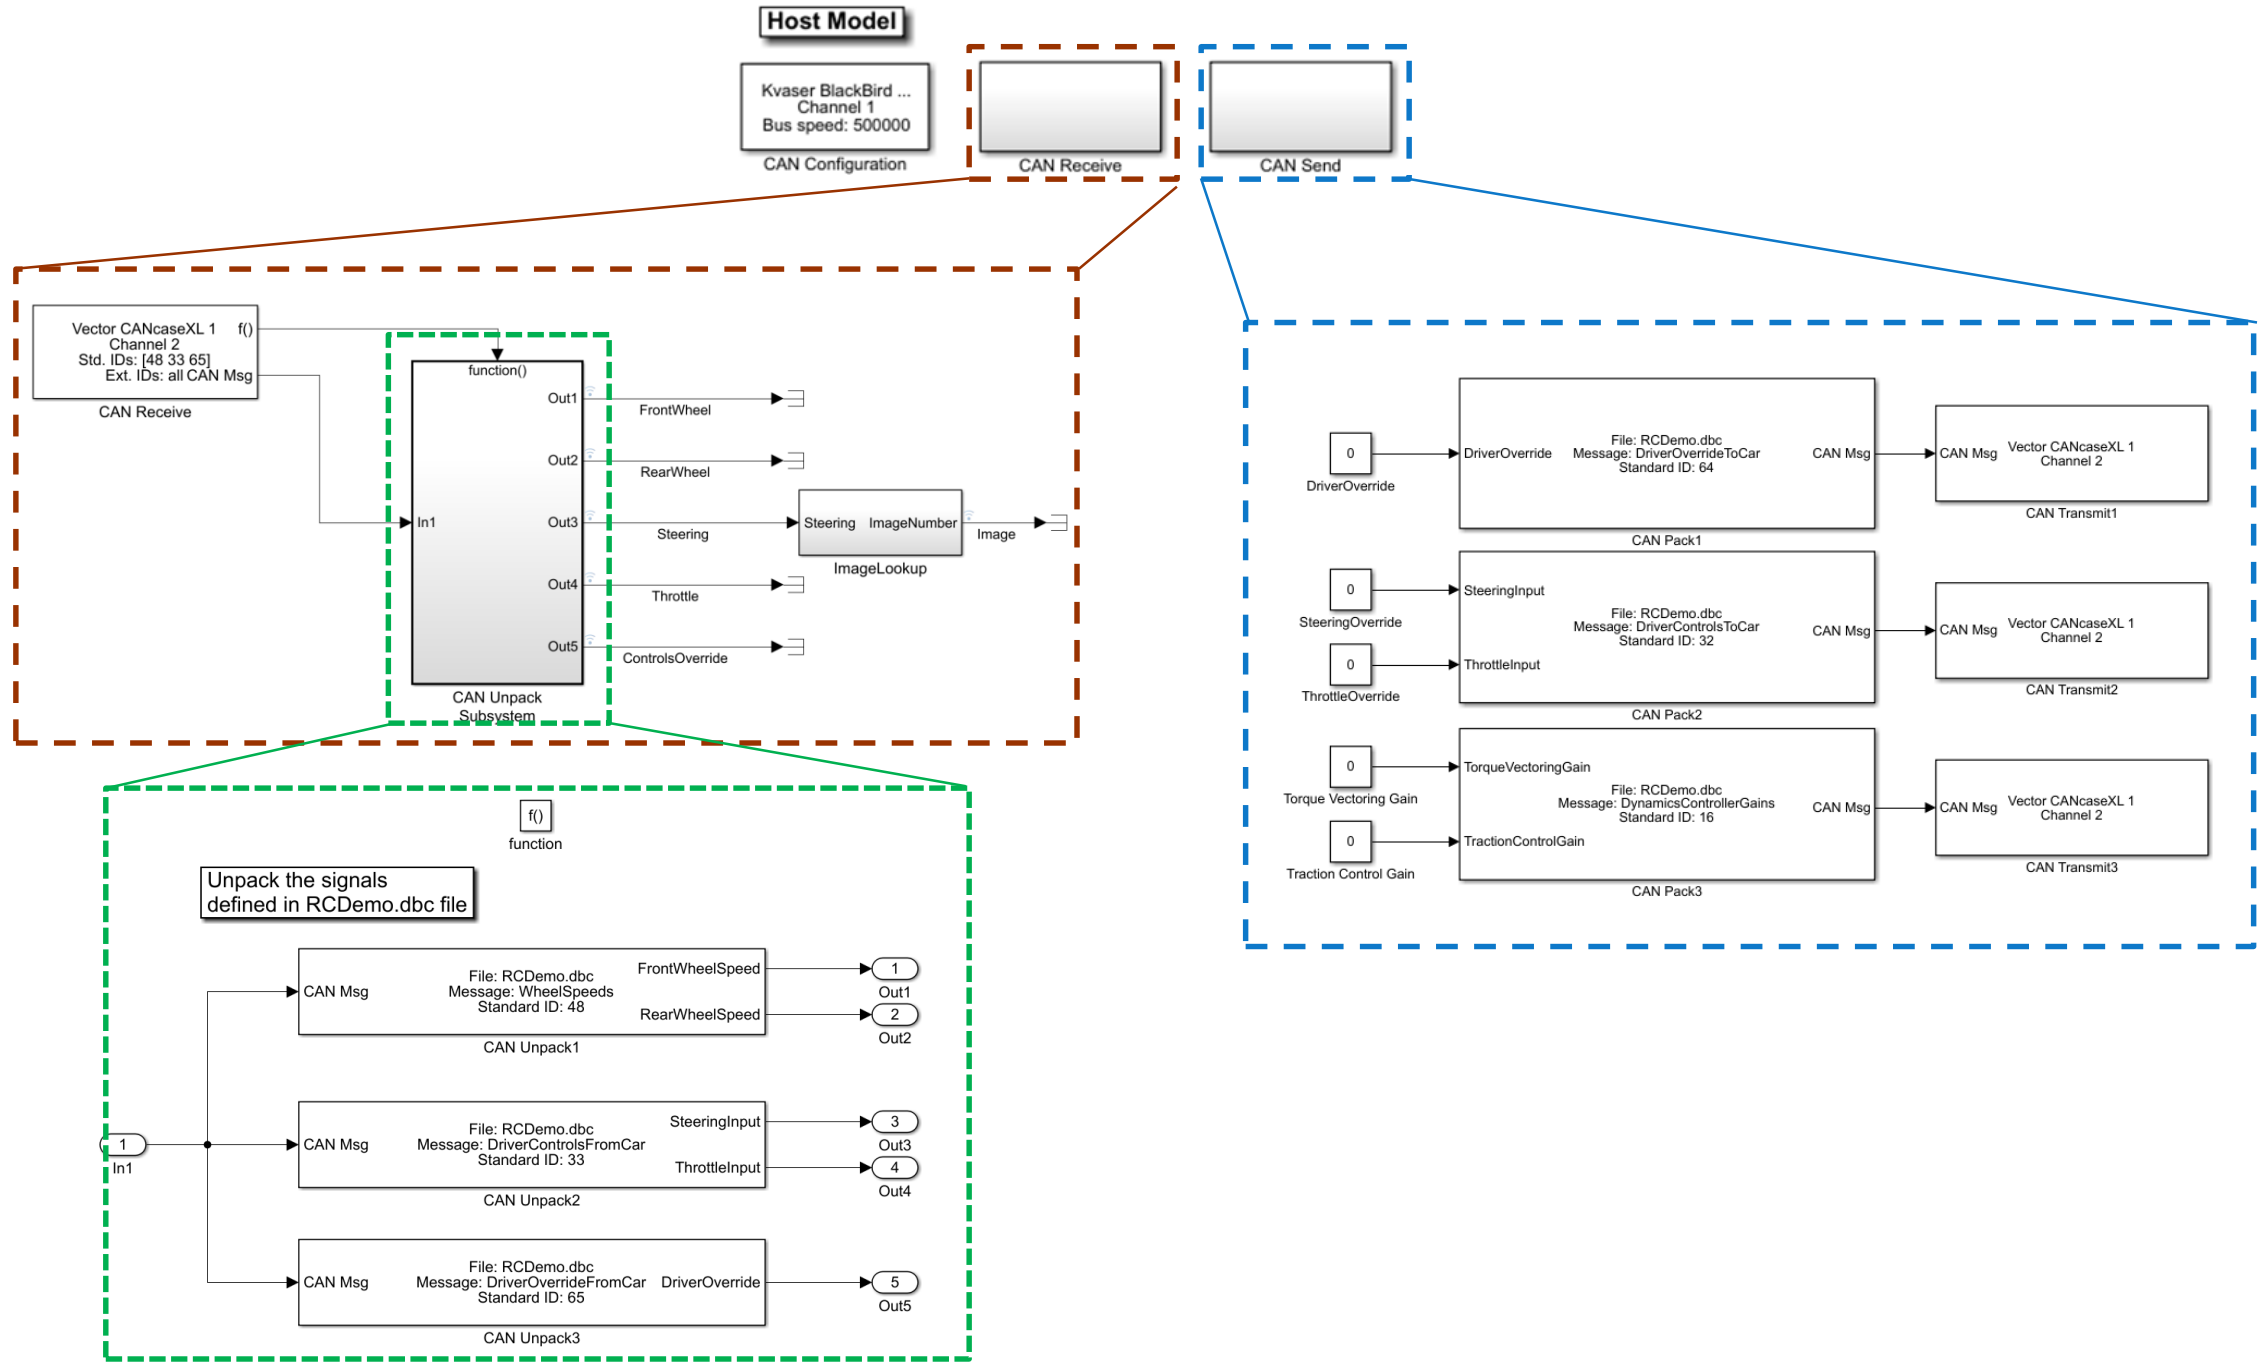 Host Model
Kvaser BlackBird ...
Channel 1
Bus speed: 500000
CAN Configuration
CAN Receive
CAN Send
Vector CANcaseXL 1
f()
Channel 2
Std. IDs: [48 33 65]
Ext. IDs: all
CAN Msg
CAN Receive
function()
In1
Out1
Out2
Out3
Out4
Out5
CAN Unpack
Subsystem
FrontWheel
RearWheel
Steering
Throttle
ControlsOverride
Steering
ImageNumber
ImageLookup
Image
f()
function
Unpack the signals
defined in RCDemo.dbc file
1
In1
CAN Msg
File: RCDemo.dbc
Message: WheelSpeeds
Standard ID: 48
FrontWheelSpeed
RearWheelSpeed
CAN Unpack1
1
Out1
2
Out2
CAN Msg
File: RCDemo.dbc
Message: DriverControlsFromCar
Standard ID: 33
SteeringInput
ThrottleInput
CAN Unpack2
3
Out3
4
Out4
CAN Msg
File: RCDemo.dbc
Message: DriverOverrideFromCar
Standard ID: 65
DriverOverride
CAN Unpack3
5
Out5
0
DriverOverride
DriverOverride
File: RCDemo.dbc
Message: DriverOverrideToCar
Standard ID: 64
CAN Msg
CAN Pack1
CAN Msg
Vector CANcaseXL 1
Channel 2
CAN Transmit1
0
SteeringOverride
0
ThrottleOverride
SteeringInput
ThrottleInput
File: RCDemo.dbc
Message: DriverControlsToCar
Standard ID: 32
CAN Msg
CAN Pack2
CAN Msg
Vector CANcaseXL 1
Channel 2
CAN Transmit2
0
Torque Vectoring Gain
0
Traction Control Gain
TorqueVectoringGain
TractionControlGain
File: RCDemo.dbc
Message: DynamicsControllerGains
Standard ID: 16
CAN Msg
CAN Pack3
CAN Msg
Vector CANcaseXL 1
Channel 2
CAN Transmit3